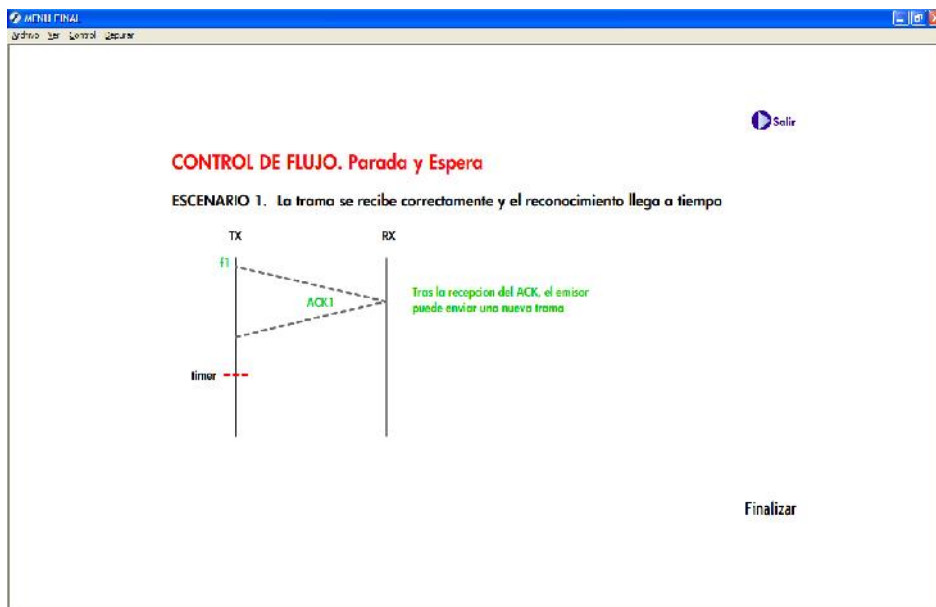 MENU FINAL
Archivo Ver Control Depurar
Salir
CONTROL DE FLUJO. Parada y Espera
ESCENARIO 1. La trama se recibe correctamente y el reconocimiento llega a tiempo
TX RX
f1
ACK1
Tras la recepcion del ACK, el emisor
puede enviar una nueva trama
timer
Finalizar